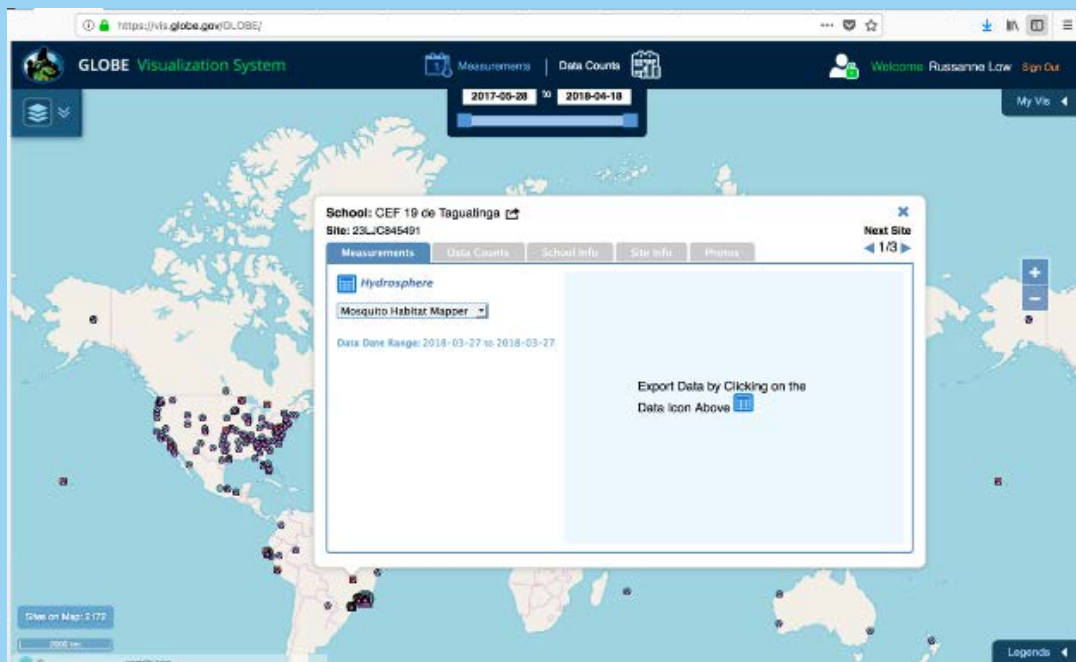 https://vis.globe.gov/GLOBE/
GLOBE Visualization System
Measurements | Data Counts
Welcome Russanne Low Sign Out
2017-05-28 to 2018-04-18
My Vis
School: CEF 19 de Tagualinga
Site: 23LJC845491
Next Site
1/3
Measurements
Data Counts
School Info
Site Info
Photos
Hydrosphere
Mosquito Habitat Mapper
Data Date Range: 2018-03-27 to 2018-03-27
Export Data by Clicking on the
Data Icon Above
+
-
Sites on Map: 2172
2000 km
Legends